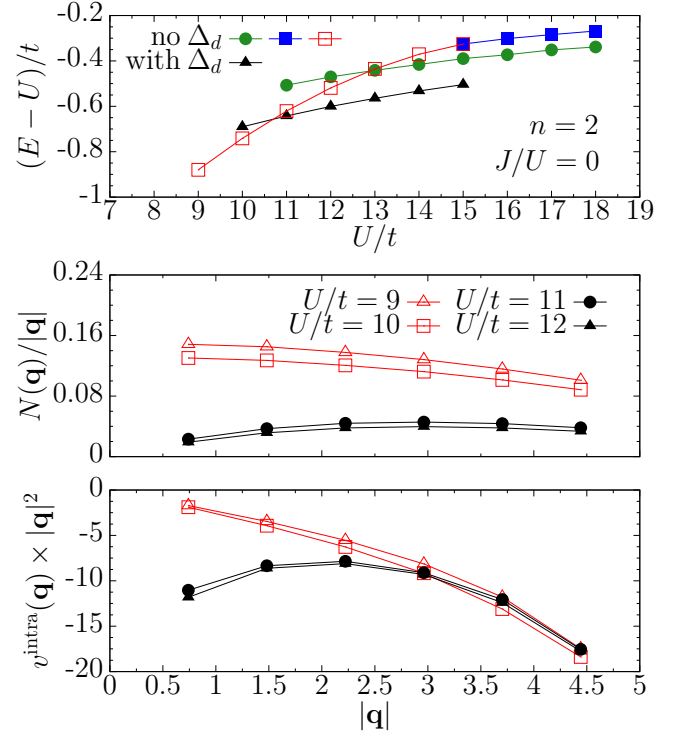 -0.2
-0.4
-0.6
-0.8
-1
(E − U)/t
no Δ_d
with Δ_d
n = 2
J/U = 0
7 8 9 10 11 12 13 14 15 16 17 18 19
U/t
0.24
0.16
0.08
0
N(q)/|q|
U/t = 9 U/t = 11
U/t = 10 U/t = 12
0
-5
-10
-15
-20
v^intra(q) × |q|^2
0 0.5 1 1.5 2 2.5 3 3.5 4 4.5 5
|q|